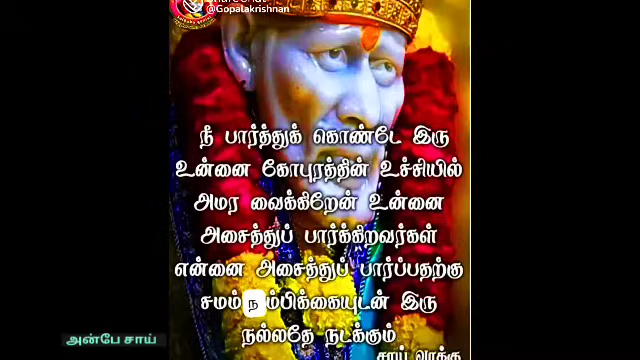 @Gopalakrishnan
நீ பார்த்துக் கொண்டே இரு
உன்னை கோபுரத்தின் உச்சியில்
அமர வைக்கிறேன் உன்னை
அசைத்துப் பார்க்கிறவர்கள்
என்னை அசைத்துப் பார்ப்பதற்கு
சமம் நம்பிக்கையுடன் இரு
நல்லதே நடக்கும்
சாய் வாக்கு
அன்பே சாய்